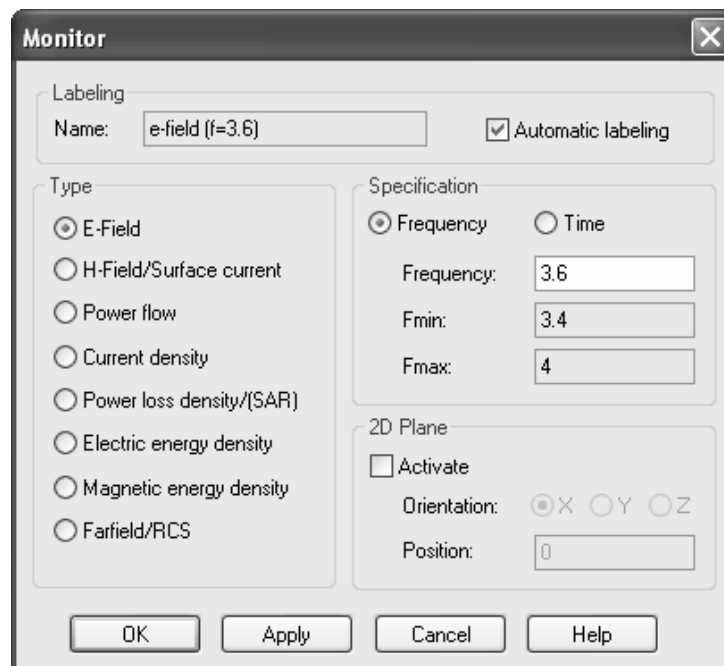 Monitor
Labeling
Name: e-field (f=3.6) Automatic labeling
Type
E-Field
H-Field/Surface current
Power flow
Current density
Power loss density/(SAR)
Electric energy density
Magnetic energy density
Farfield/RCS
Specification
Frequency Time
Frequency: 3.6
Fmin: 3.4
Fmax: 4
2D Plane
Activate
Orientation: X Y Z
Position: 0
OK Apply Cancel Help